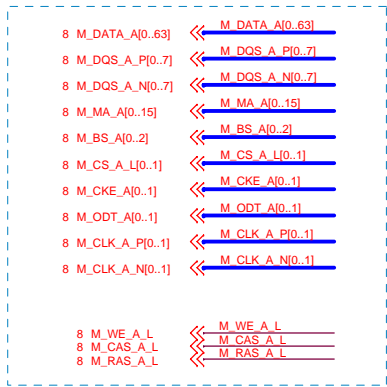 8 M_DATA_A[0..63] M_DATA_A[0..63]
8 M_DQS_A_P[0..7] M_DQS_A_P[0..7]
8 M_DQS_A_N[0..7] M_DQS_A_N[0..7]
8 M_MA_A[0..15] M_MA_A[0..15]
8 M_BS_A[0..2] M_BS_A[0..2]
8 M_CS_A_L[0..1] M_CS_A_L[0..1]
8 M_CKE_A[0..1] M_CKE_A[0..1]
8 M_ODT_A[0..1] M_ODT_A[0..1]
8 M_CLK_A_P[0..1] M_CLK_A_P[0..1]
8 M_CLK_A_N[0..1] M_CLK_A_N[0..1]
8 M_WE_A_L M_WE_A_L
8 M_CAS_A_L M_CAS_A_L
8 M_RAS_A_L M_RAS_A_L